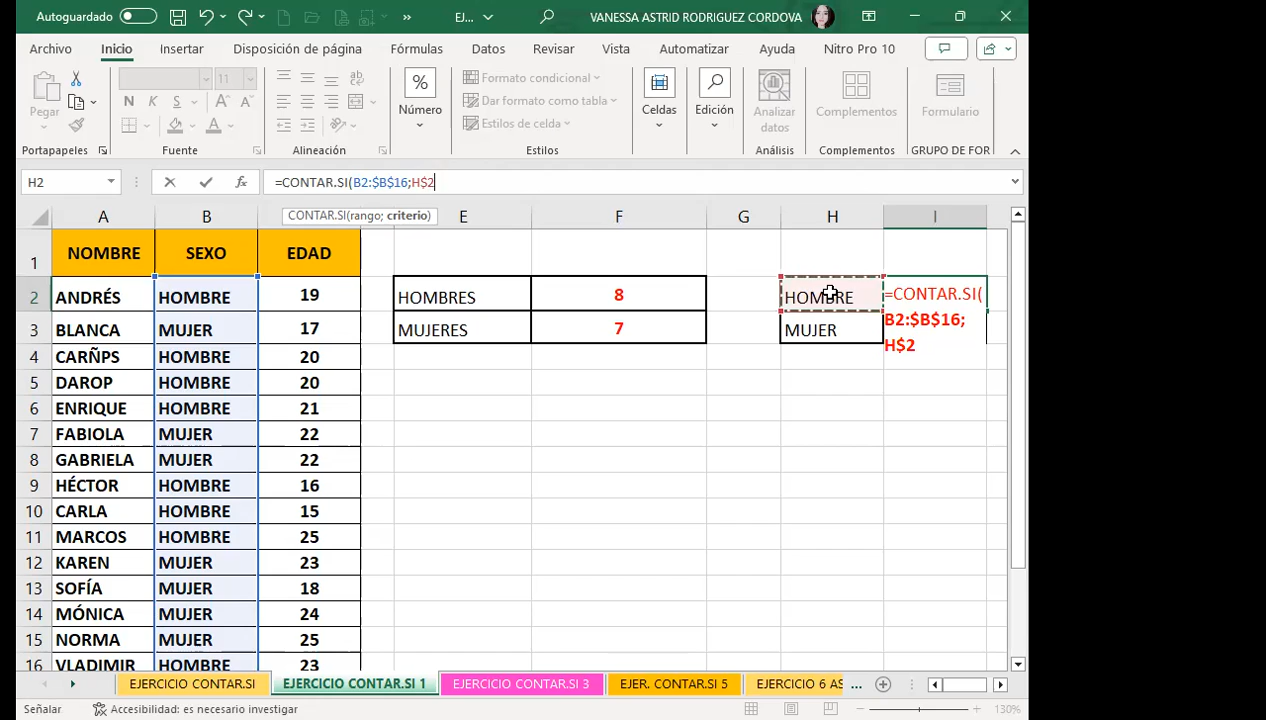 Autoguardado
EJ...
VANESSA ASTRID RODRIGUEZ CORDOVA
Archivo Inicio Insertar Disposición de página Fórmulas Datos Revisar Vista Automatizar Ayuda Nitro Pro 10
Pegar
11
N K S
Número
Formato condicional
Dar formato como tabla
Estilos de celda
Celdas
Edición
Analizar datos
Complementos
Formulario
Portapapeles Fuente Alineación Estilos Análisis Complementos GRUPO DE FOR
H2 =CONTAR.SI(B2:$B$16;H$2
CONTAR.SI(rango; criterio)
A B E F G H I
1 NOMBRE SEXO EDAD
2 ANDRÉS HOMBRE 19 HOMBRES 8 HOMBRE =CONTAR.SI(
B2:$B$16;
H$2
3 BLANCA MUJER 17 MUJERES 7 MUJER
4 CARÑPS HOMBRE 20
5 DAROP HOMBRE 20
6 ENRIQUE HOMBRE 21
7 FABIOLA MUJER 22
8 GABRIELA MUJER 22
9 HÉCTOR HOMBRE 16
10 CARLA HOMBRE 15
11 MARCOS HOMBRE 25
12 KAREN MUJER 23
13 SOFÍA MUJER 18
14 MÓNICA MUJER 24
15 NORMA MUJER 25
16 VLADIMIR HOMBRE 23
EJERCICIO CONTAR.SI EJERCICIO CONTAR.SI 1 EJERCICIO CONTAR.SI 3 EJER. CONTAR.SI 5 EJERCICIO 6 AS ...
Señalar Accesibilidad: es necesario investigar 130%